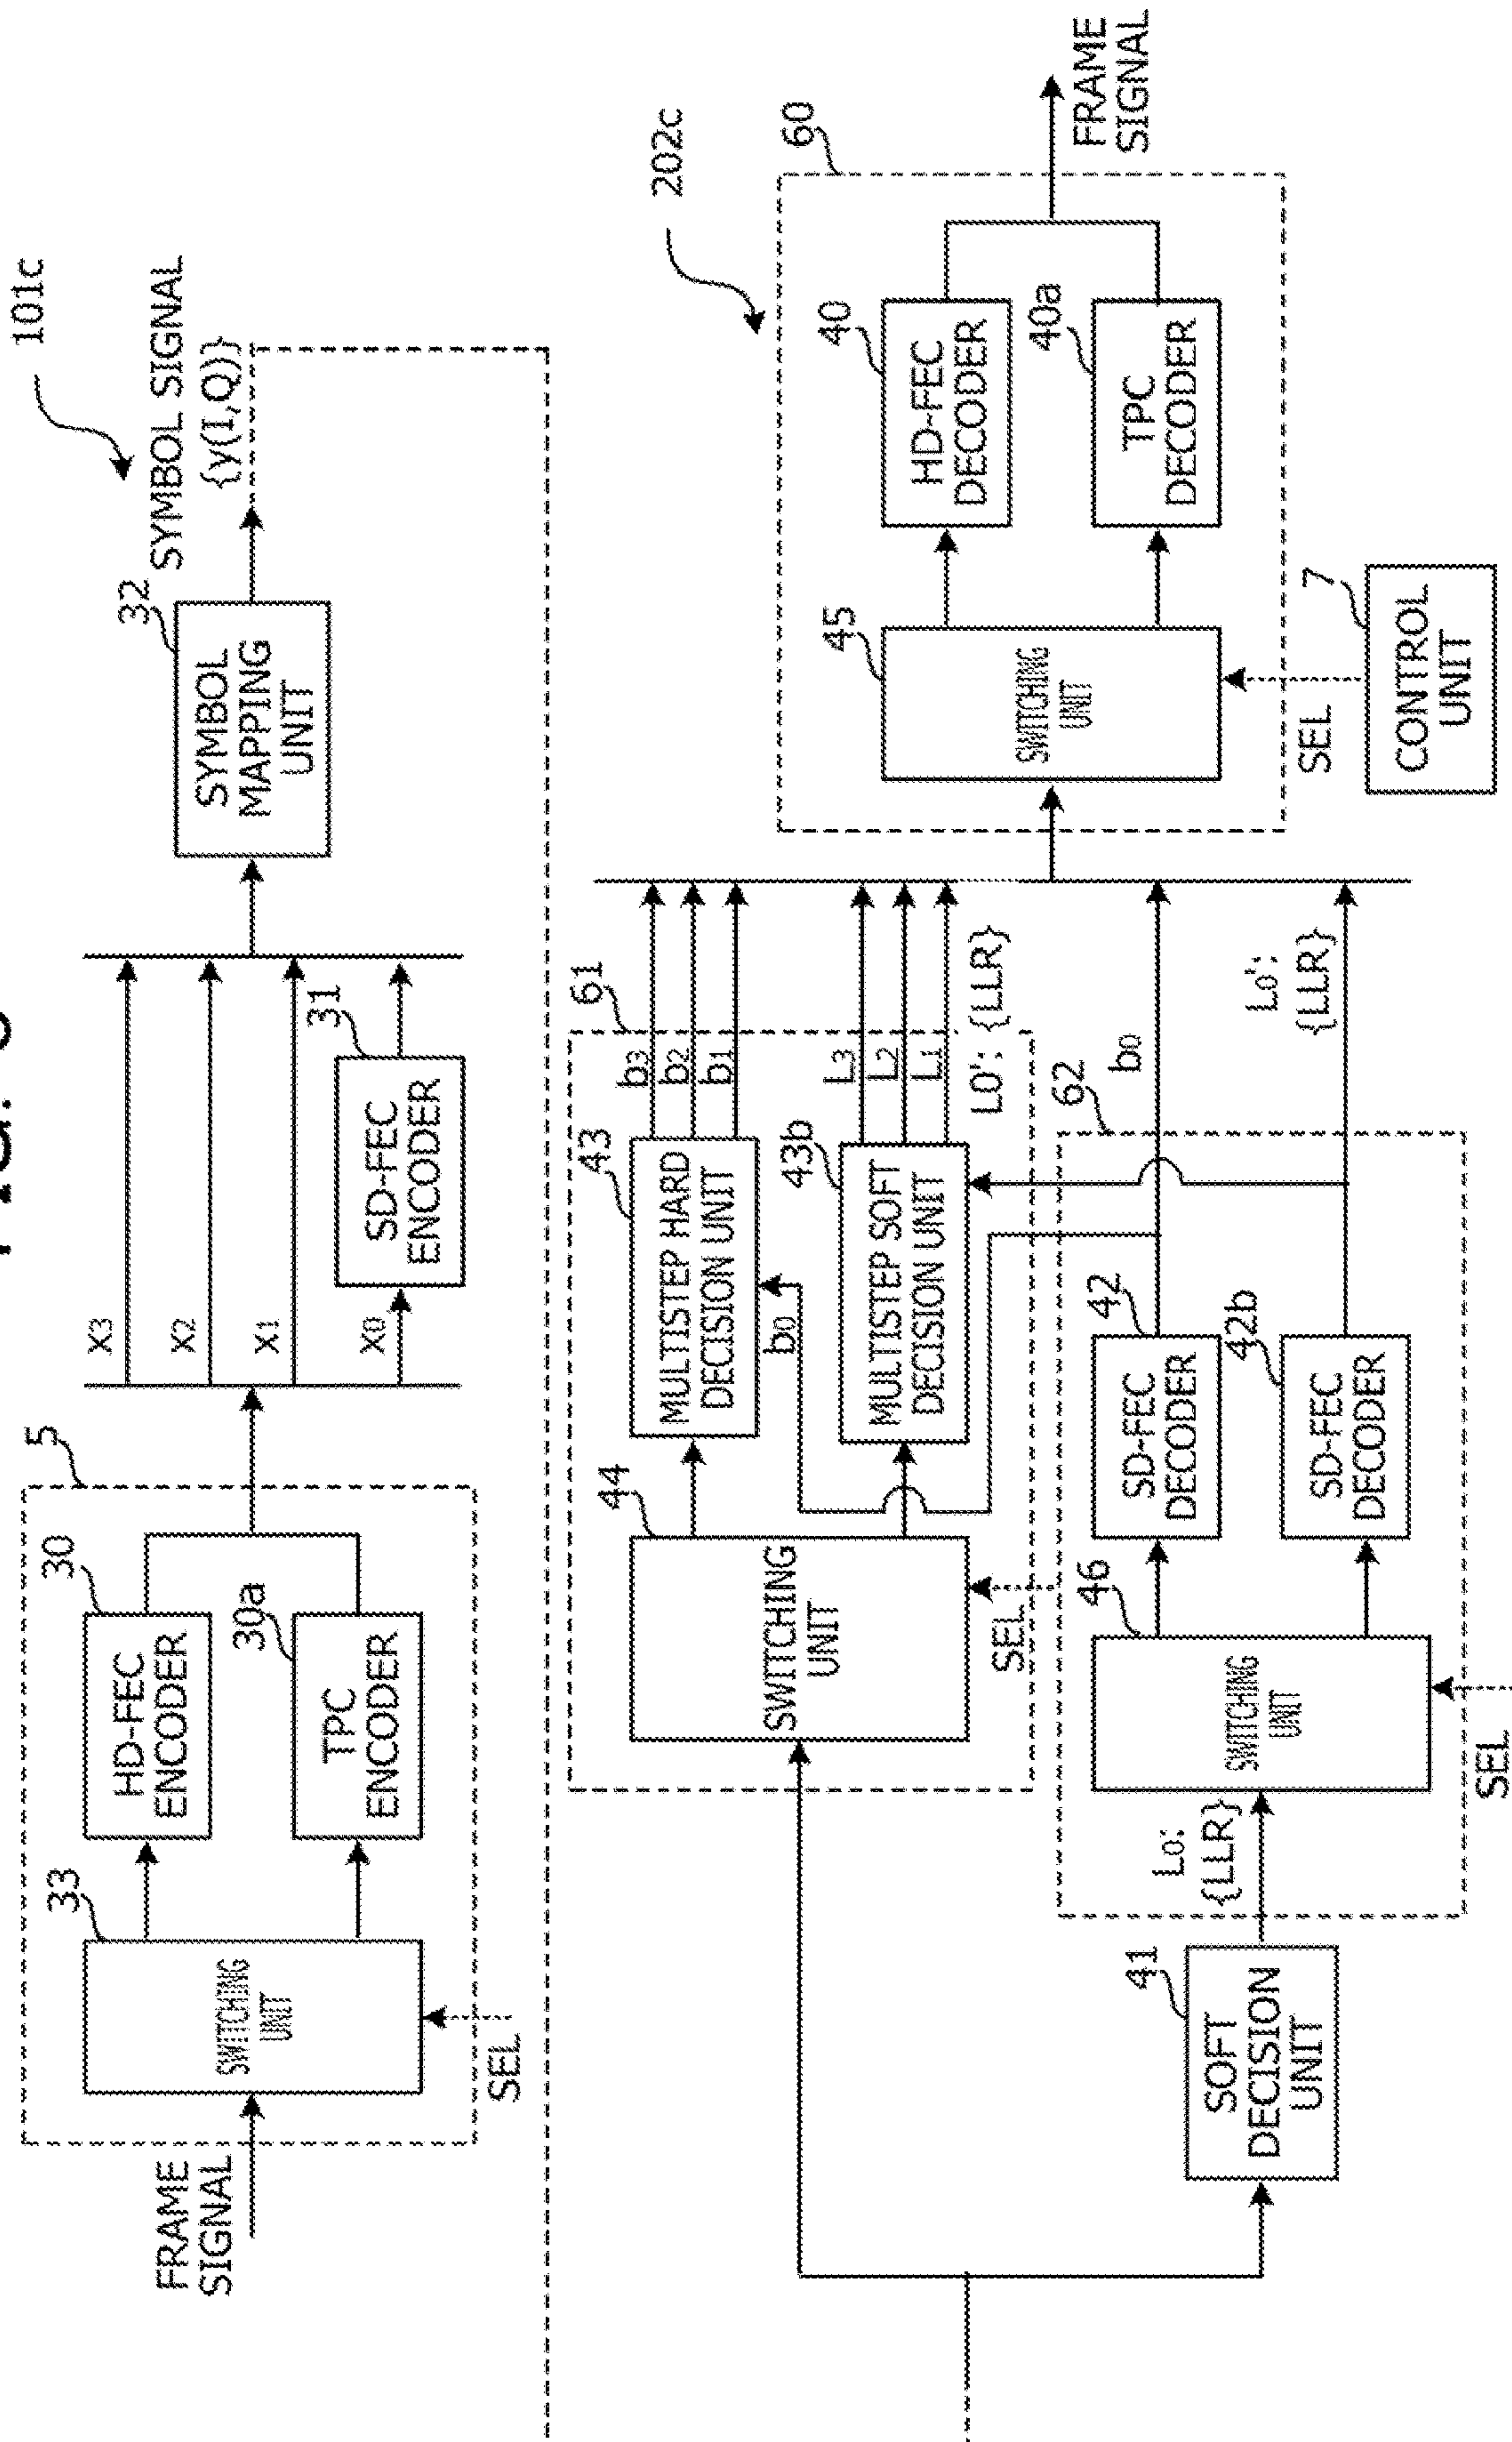 101c
SYMBOL SIGNAL
{y(I,Q)}
5
33
SWITCHING
UNIT
30
HD-FEC
ENCODER
30a
TPC
ENCODER
FRAME
SIGNAL
SEL
X3
X2
X1
X0
31
SD-FEC
ENCODER
32
SYMBOL
MAPPING
UNIT
202c
61
44
SWITCHING
UNIT
SEL
43
MULTISTEP HARD
DECISION UNIT
b0
43b
MULTISTEP SOFT
DECISION UNIT
b3
b2
b1
L3
L2
L1
L0': {LLR}
41
SOFT
DECISION
UNIT
L0:
{LLR}
62
46
SWITCHING
UNIT
SEL
42
SD-FEC
DECODER
42b
SD-FEC
DECODER
b0
L0':
{LLR}
60
45
SWITCHING
UNIT
40
HD-FEC
DECODER
40a
TPC
DECODER
FRAME
SIGNAL
SEL
7
CONTROL
UNIT